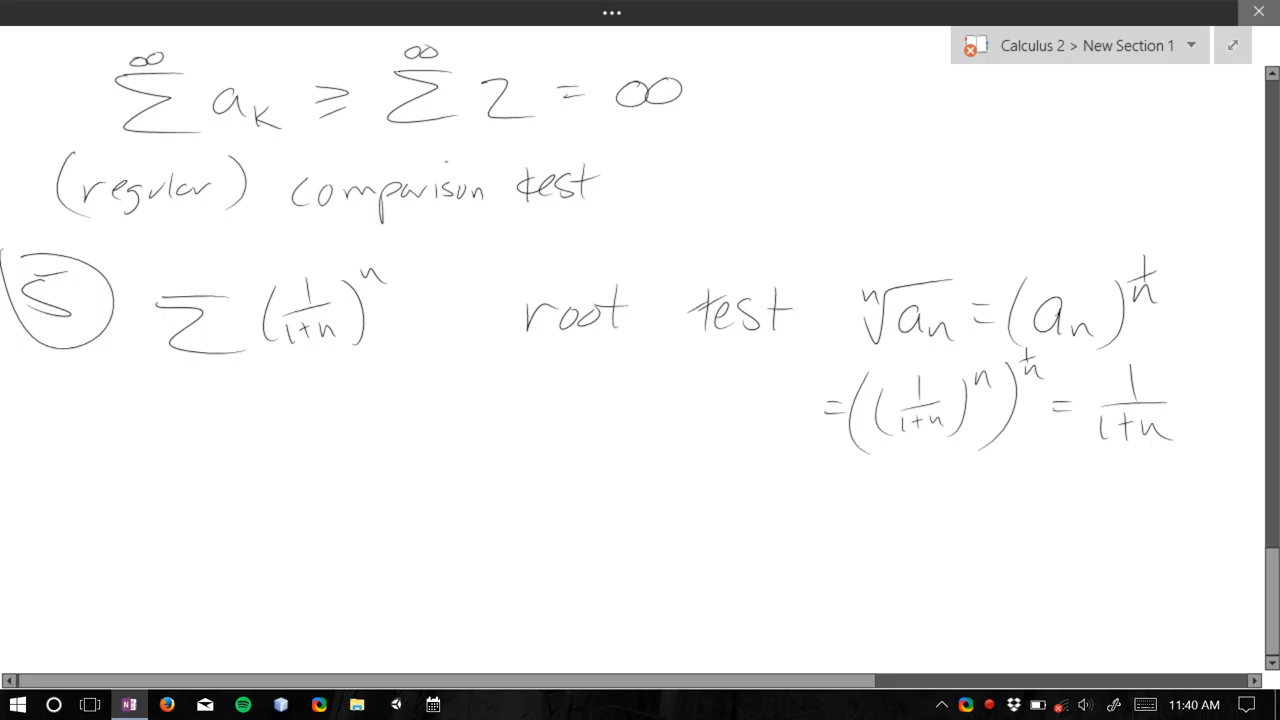 ...
Calculus 2 > New Section 1
∞ ∞
∑ a_k ≥ ∑ 2 = ∞
(regular) comparison test
5 ∑ (1/(1+n))^n root test ⁿ√a_n = (a_n)^(1/n)
= ((1/(1+n))^n)^(1/n) = 1/(1+n)
11:40 AM